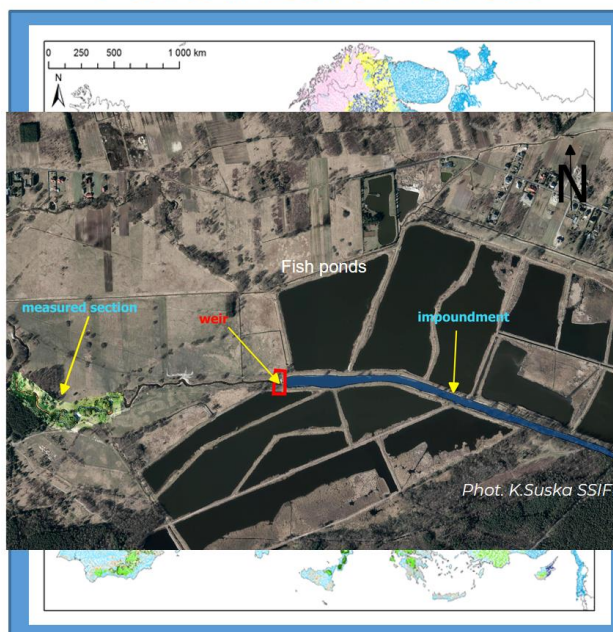 0 250 500 1 000 km
N
N
Fish ponds
measured section
weir
impoundment
Phot. K.Suska SSIF